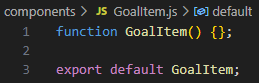 components > JS GoalItem.js > default
1 function GoalItem() {};
2
3 export default GoalItem;